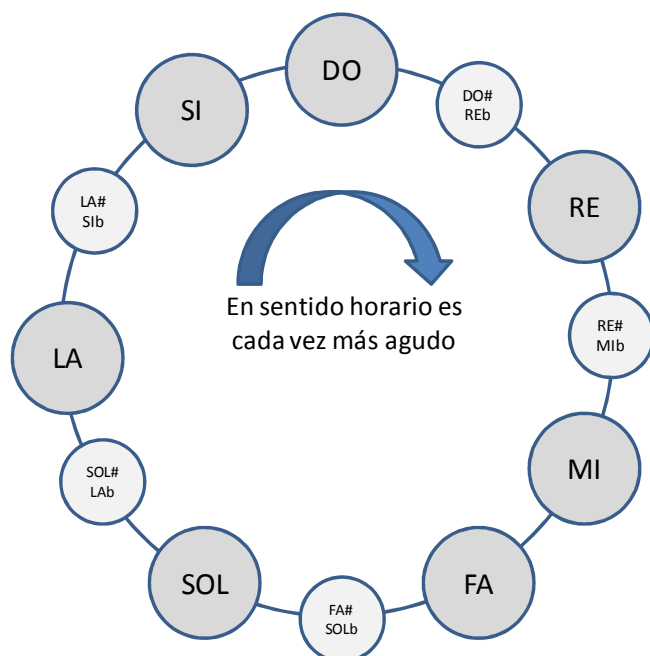 DO
DO#
REb
RE
RE#
MIb
MI
FA
FA#
SOLb
SOL
SOL#
LAb
LA
LA#
SIb
SI
En sentido horario es
cada vez más agudo